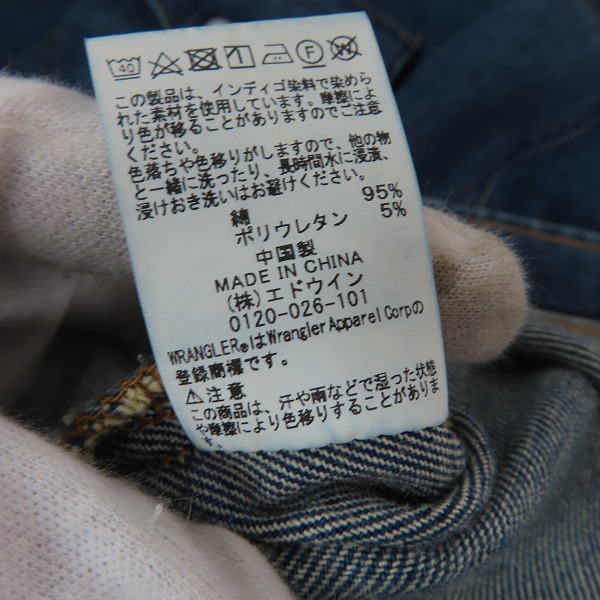 40 F W
この製品は、インディゴ染料で染めら
れた素材を使用しています。摩擦によ
り色が移ることがありますのでご注意
ください。
色落ちや色移りがしますので、他の物
と一緒に洗ったり、長時間水に浸漬、
浸けおき洗いはお避けください。
綿 95%
ポリウレタン 5%
中国製
MADE IN CHINA
(株)エドウイン
0120-026-101
WRANGLER®はWrangler Apparel Corpの
登録商標です。
⚠注意
この商品は、汗や雨などで湿った状態
や摩擦により色移りすることがありま
す。